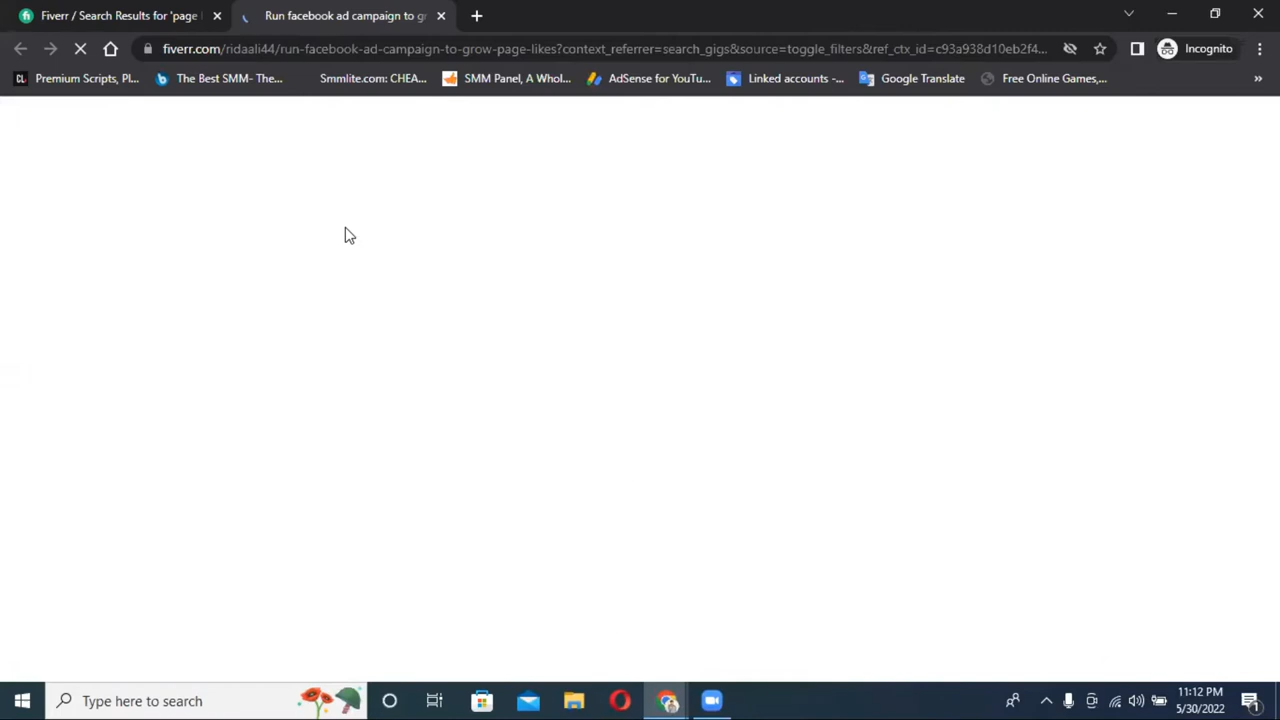 Fiverr / Search Results for 'page
Run facebook ad campaign to gr
fiverr.com/ridaali44/run-facebook-ad-campaign-to-grow-page-likes?context_referrer=search_gigs&source=toggle_filters&ref_ctx_id=c93a938d10eb2f4...
Incognito
Premium Scripts, Pl...
The Best SMM- The...
Smmlite.com: CHEA...
SMM Panel, A Whol...
AdSense for YouTu...
Linked accounts -...
Google Translate
Free Online Games,...
Type here to search
11:12 PM
5/30/2022